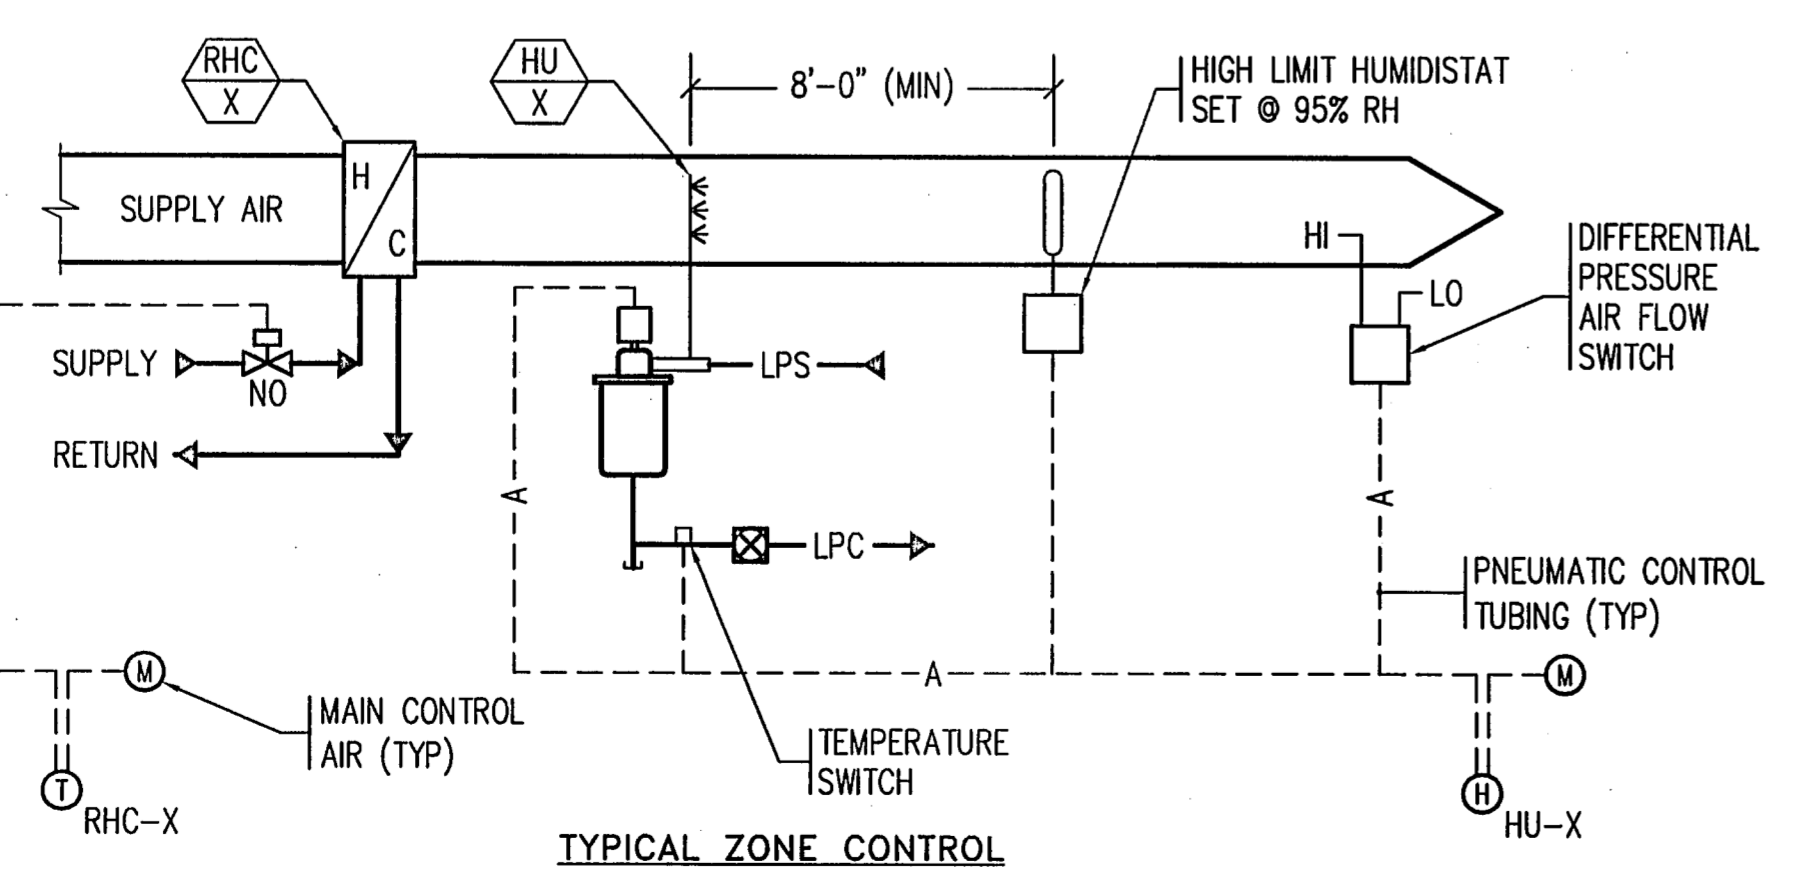 RHC
X
HU
X
8'-0" (MIN)
HIGH LIMIT HUMIDISTAT
SET @ 95% RH
H
C
SUPPLY AIR
HI
LO
DIFFERENTIAL
PRESSURE
AIR FLOW
SWITCH
SUPPLY
NO
RETURN
LPS
A
A
LPC
PNEUMATIC CONTROL
TUBING (TYP)
M
A
M
MAIN CONTROL
AIR (TYP)
TEMPERATURE
SWITCH
T
RHC-X
H
HU-X
TYPICAL ZONE CONTROL